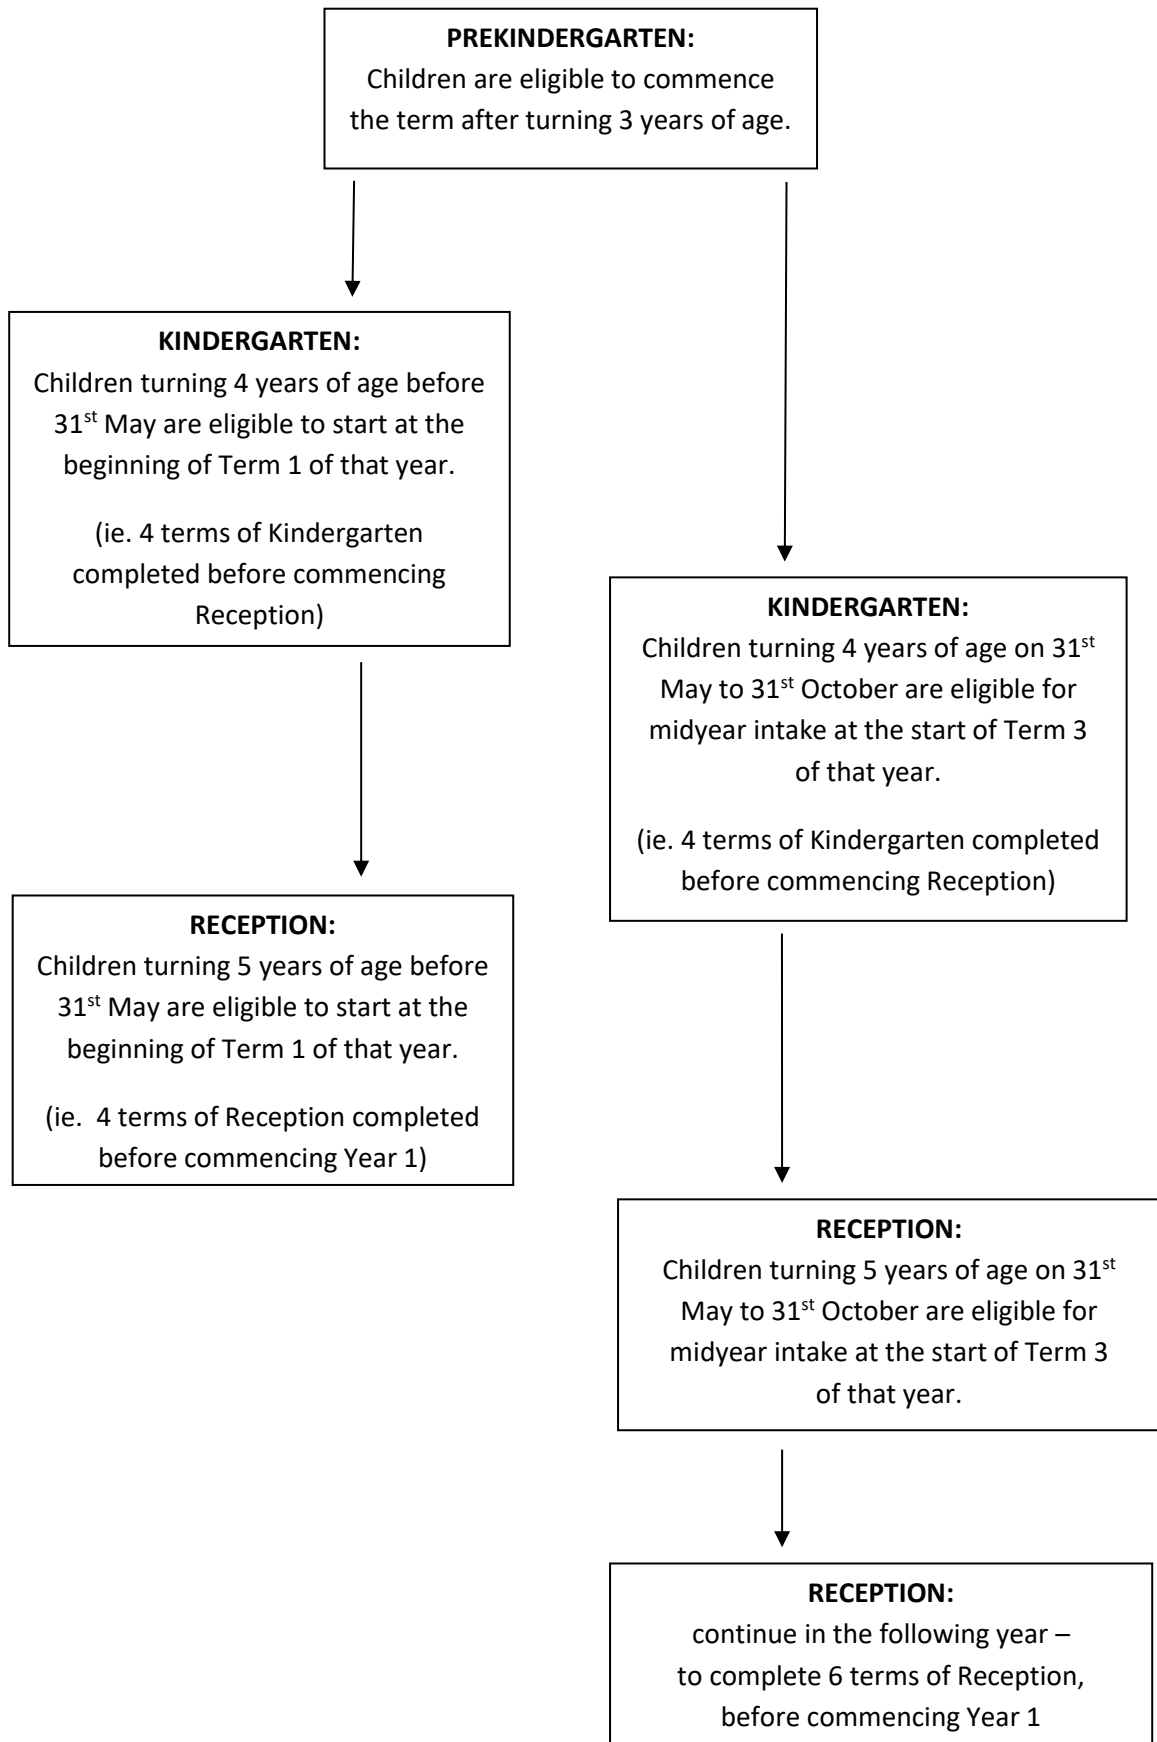 PREKINDERGARTEN:
Children are eligible to commence
the term after turning 3 years of age.
KINDERGARTEN:
Children turning 4 years of age before
31st May are eligible to start at the
beginning of Term 1 of that year.
(ie. 4 terms of Kindergarten
completed before commencing
Reception)
KINDERGARTEN:
Children turning 4 years of age on 31st
May to 31st October are eligible for
midyear intake at the start of Term 3
of that year.
(ie. 4 terms of Kindergarten completed
before commencing Reception)
RECEPTION:
Children turning 5 years of age before
31st May are eligible to start at the
beginning of Term 1 of that year.
(ie.  4 terms of Reception completed
before commencing Year 1)
RECEPTION:
Children turning 5 years of age on 31st
May to 31st October are eligible for
midyear intake at the start of Term 3
of that year.
RECEPTION:
continue in the following year –
to complete 6 terms of Reception,
before commencing Year 1